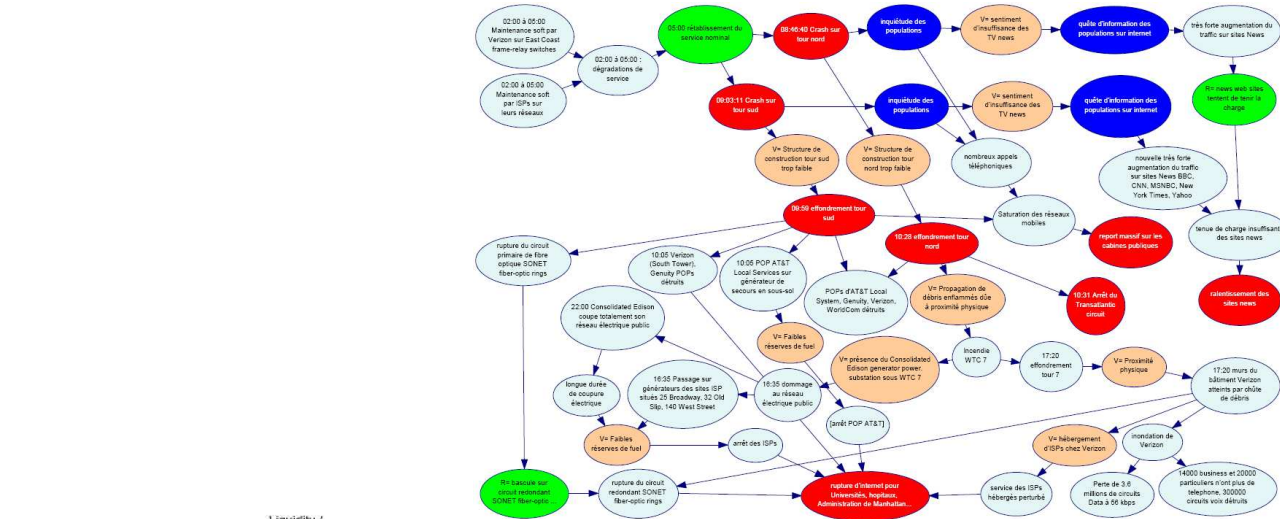 02:00 à 05:00
Maintenance soft par
Verizon sur East Coast
frame-relay switches
02:00 à 05:00
Maintenance soft
par ISPs sur
leurs réseaux
02:00 à 05:00 :
dégradations de
service
05:00 rétablissement du
service nominal
08:46:40 Crash sur
tour nord
inquiétude des
populations
V= sentiment
d'insuffisance des
TV news
quête d'information des
populations sur internet
très forte augmentation du
traffic sur sites News
09:03:11 Crash sur
tour sud
inquiétude des
populations
V= sentiment
d'insuffisance des
TV news
quête d'information des
populations sur internet
R= news web sites
tentent de tenir la
charge
V= Structure de
construction tour sud
trop faible
V= Structure de
construction tour
nord trop faible
nombreux appels
téléphoniques
nouvelle très forte
augmentation du traffic
sur sites News BBC,
CNN, MSNBC, New
York Times, Yahoo
09:59 effondrement tour
sud
10:28 effondrement tour
nord
Saturation des réseaux
mobiles
report massif sur les
cabines publiques
tenue de charge insuffisant
des sites news
rupture du circuit
primaire de fibre
optique SONET
fiber-optic rings
10:05 Verizon
(South Tower),
Genuity POPs
détruits
10:05 POP AT&T
Local Services sur
générateur de
secours en sous-sol
POPs d'AT&T Local
System, Genuity, Verizon,
WorldCom détruits
V= Propagation de
débris enflammés dûe
à proximité physique
10:31 Arrêt du
Transatlantic
circuit
ralentissement des
sites news
22:00 Consolidated Edison
coupe totalement son
réseau électrique public
V= Faibles
réserves de fuel
V= présence du Consolidated
Edison generator power,
substation sous WTC 7
Incendie
WTC 7
17:20
effondrement
tour 7
V= Proximité
physique
17:20 murs du
bâtiment Verizon
atteints par chûte
de débris
longue durée
de coupure
électrique
16:35 Passage sur
générateurs des sites ISP
situés 25 Broadway, 32 Old
Slip, 140 West Street
16:35 dommage
au réseau
électrique public
[arrêt POP AT&T]
V= Faibles
réserves de fuel
arrêt des ISPs
V= hébergement
d'ISPs chez Verizon
inondation de
Verizon
R= bascule sur
circuit redondant
SONET fiber-optic ...
rupture du circuit
redondant SONET
fiber-optic rings
rupture d'internet pour
Universités, hopitaux,
Administration de Manhattan...
service des ISPs
hébergés perturbé
Perte de 3.6
millions de circuits
Data à 56 kbps
14000 business et 20000
particuliers n'ont plus de
telephone, 300000
circuits voix détruits